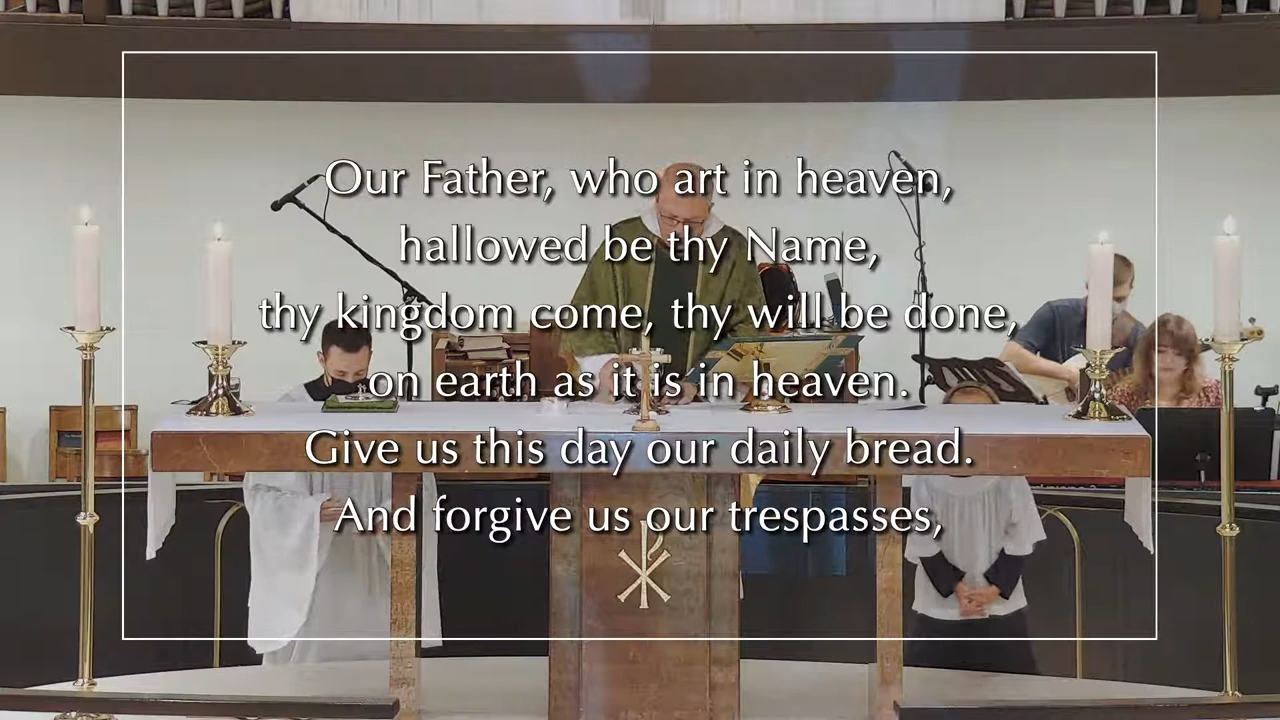 Our Father, who art in heaven,
hallowed be thy Name,
thy kingdom come, thy will be done,
on earth as it is in heaven.
Give us this day our daily bread.
And forgive us our trespasses,